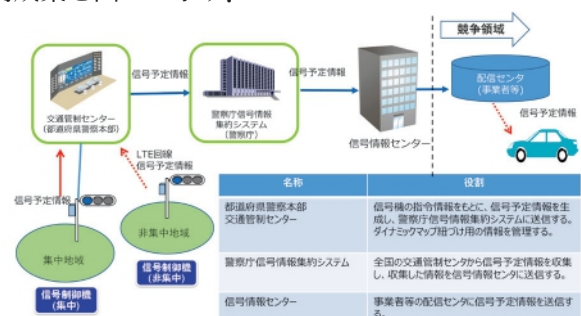 競争領域
信号予定情報
信号予定情報
配信センタ
(事業者等)
交通管制センター
(都道府県警察本部)
警察庁信号情報
集約システム
(警察庁)
信号情報センター
信号予定情報
LTE回線
信号予定情報
信号予定情報
集中地域
非集中地域
信号制御機
(集中)
信号制御機
(非集中)
名称
役割
都道府県警察本部
交通管制センター
信号機の指令情報をもとに、信号予定情報を生
成し、警察庁信号情報集約システムに送信する。
ダイナミックマップ紐づけ用の情報を管理する。
警察庁信号情報集約システム
全国の交通管制センタから信号予定情報を収集
し、収集した情報を信号情報センタに送信する。
信号情報センター
事業者等の配信センタに信号予定情報を送信す
る。